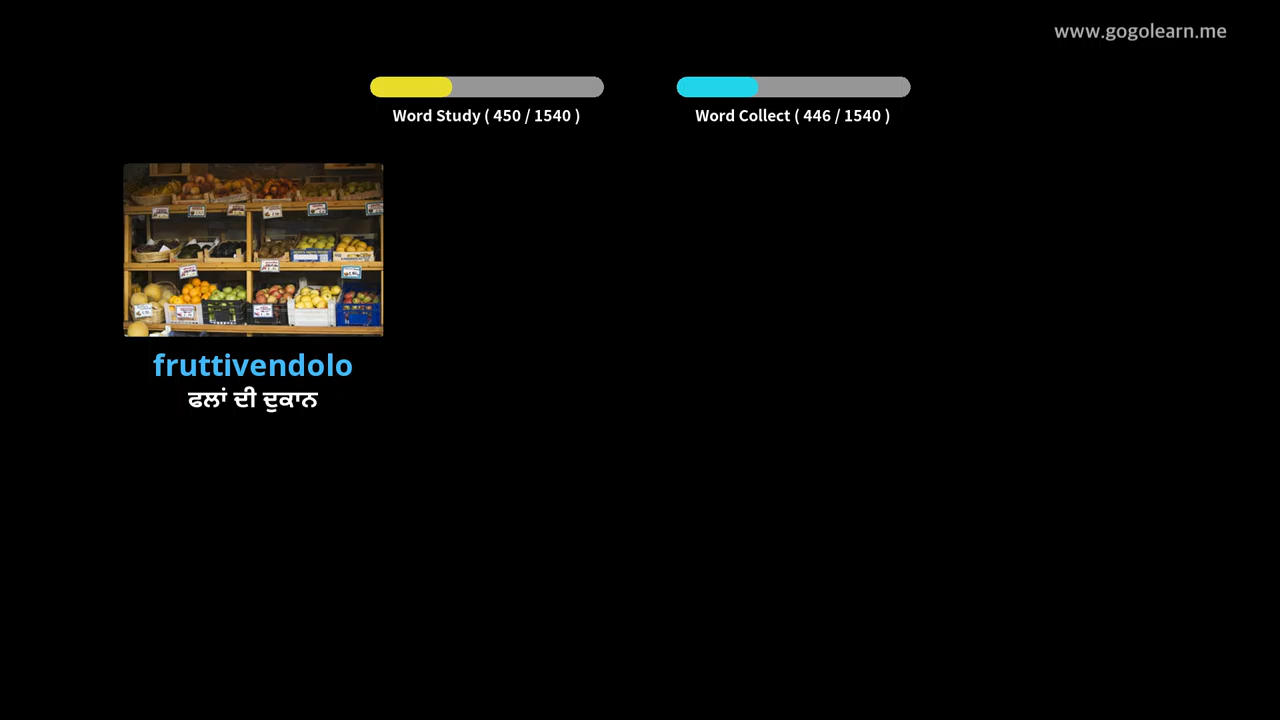 www.gogolearn.me
Word Study ( 450 / 1540 )
Word Collect ( 446 / 1540 )
fruttivendolo
ਫਲਾਂ ਦੀ ਦੁਕਾਨ